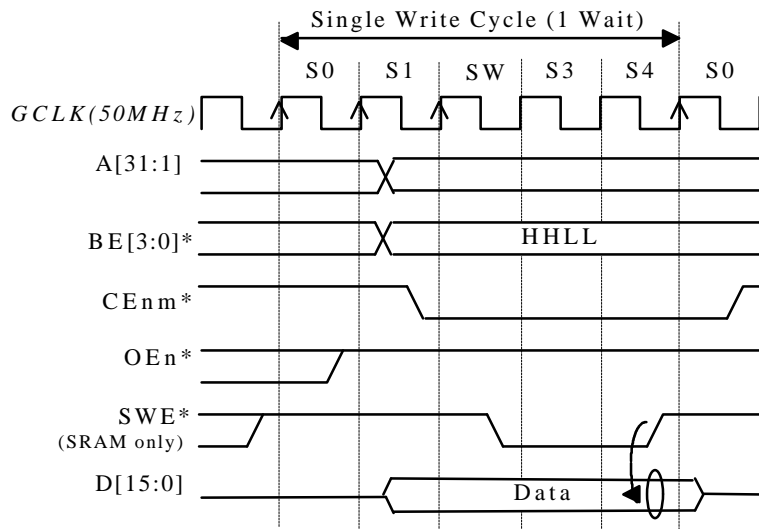 Single Write Cycle (1 Wait)
S0 S1 SW S3 S4 S0
GCLK(50MHz)
A[31:1]
BE[3:0]* HHLL
CEnm*
OEn*
SWE*
(SRAM only)
D[15:0] Data